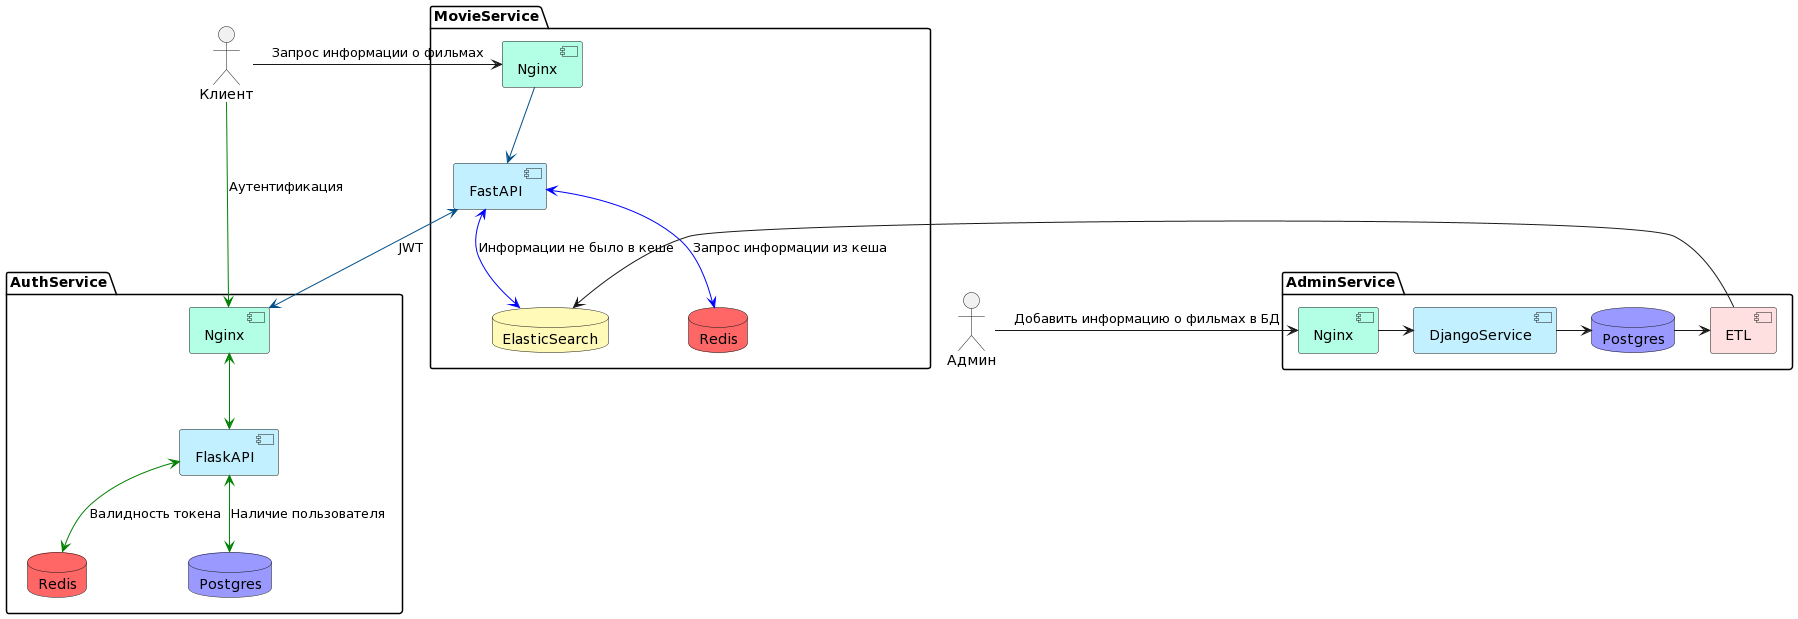 MovieService
Запрос информации о фильмах
Nginx
Клиент
Аутентификация
FastAPI
JWT
Информации не было в кеше
Запрос информации из кеша
AuthService
AdminService
Nginx
ElasticSearch
Redis
Админ
Добавить информацию о фильмах в БД
Nginx
DjangoService
Postgres
ETL
FlaskAPI
Валидность токена
Наличие пользователя
Redis
Postgres